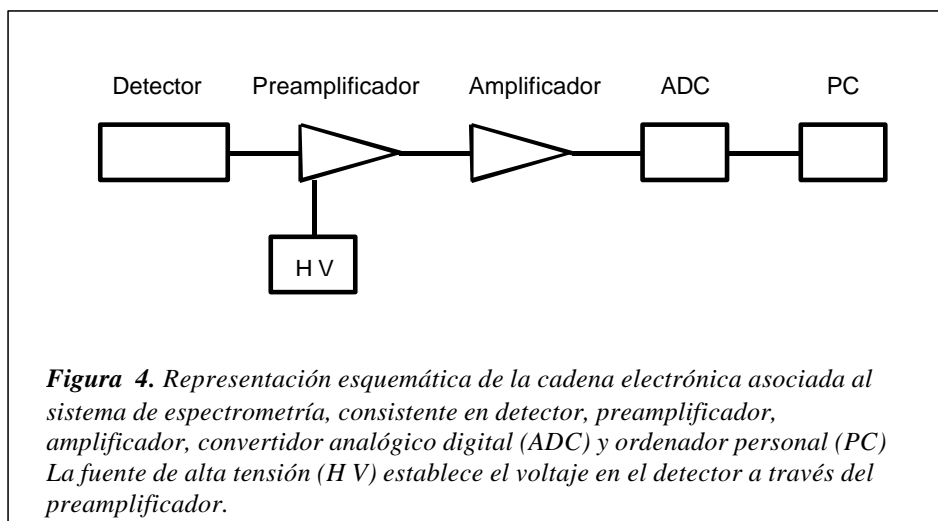 Detector Preamplificador Amplificador ADC PC
H V
Figura 4. Representación esquemática de la cadena electrónica asociada al
sistema de espectrometría, consistente en detector, preamplificador,
amplificador, convertidor analógico digital (ADC) y ordenador personal (PC)
La fuente de alta tensión (H V) establece el voltaje en el detector a través del
preamplificador.